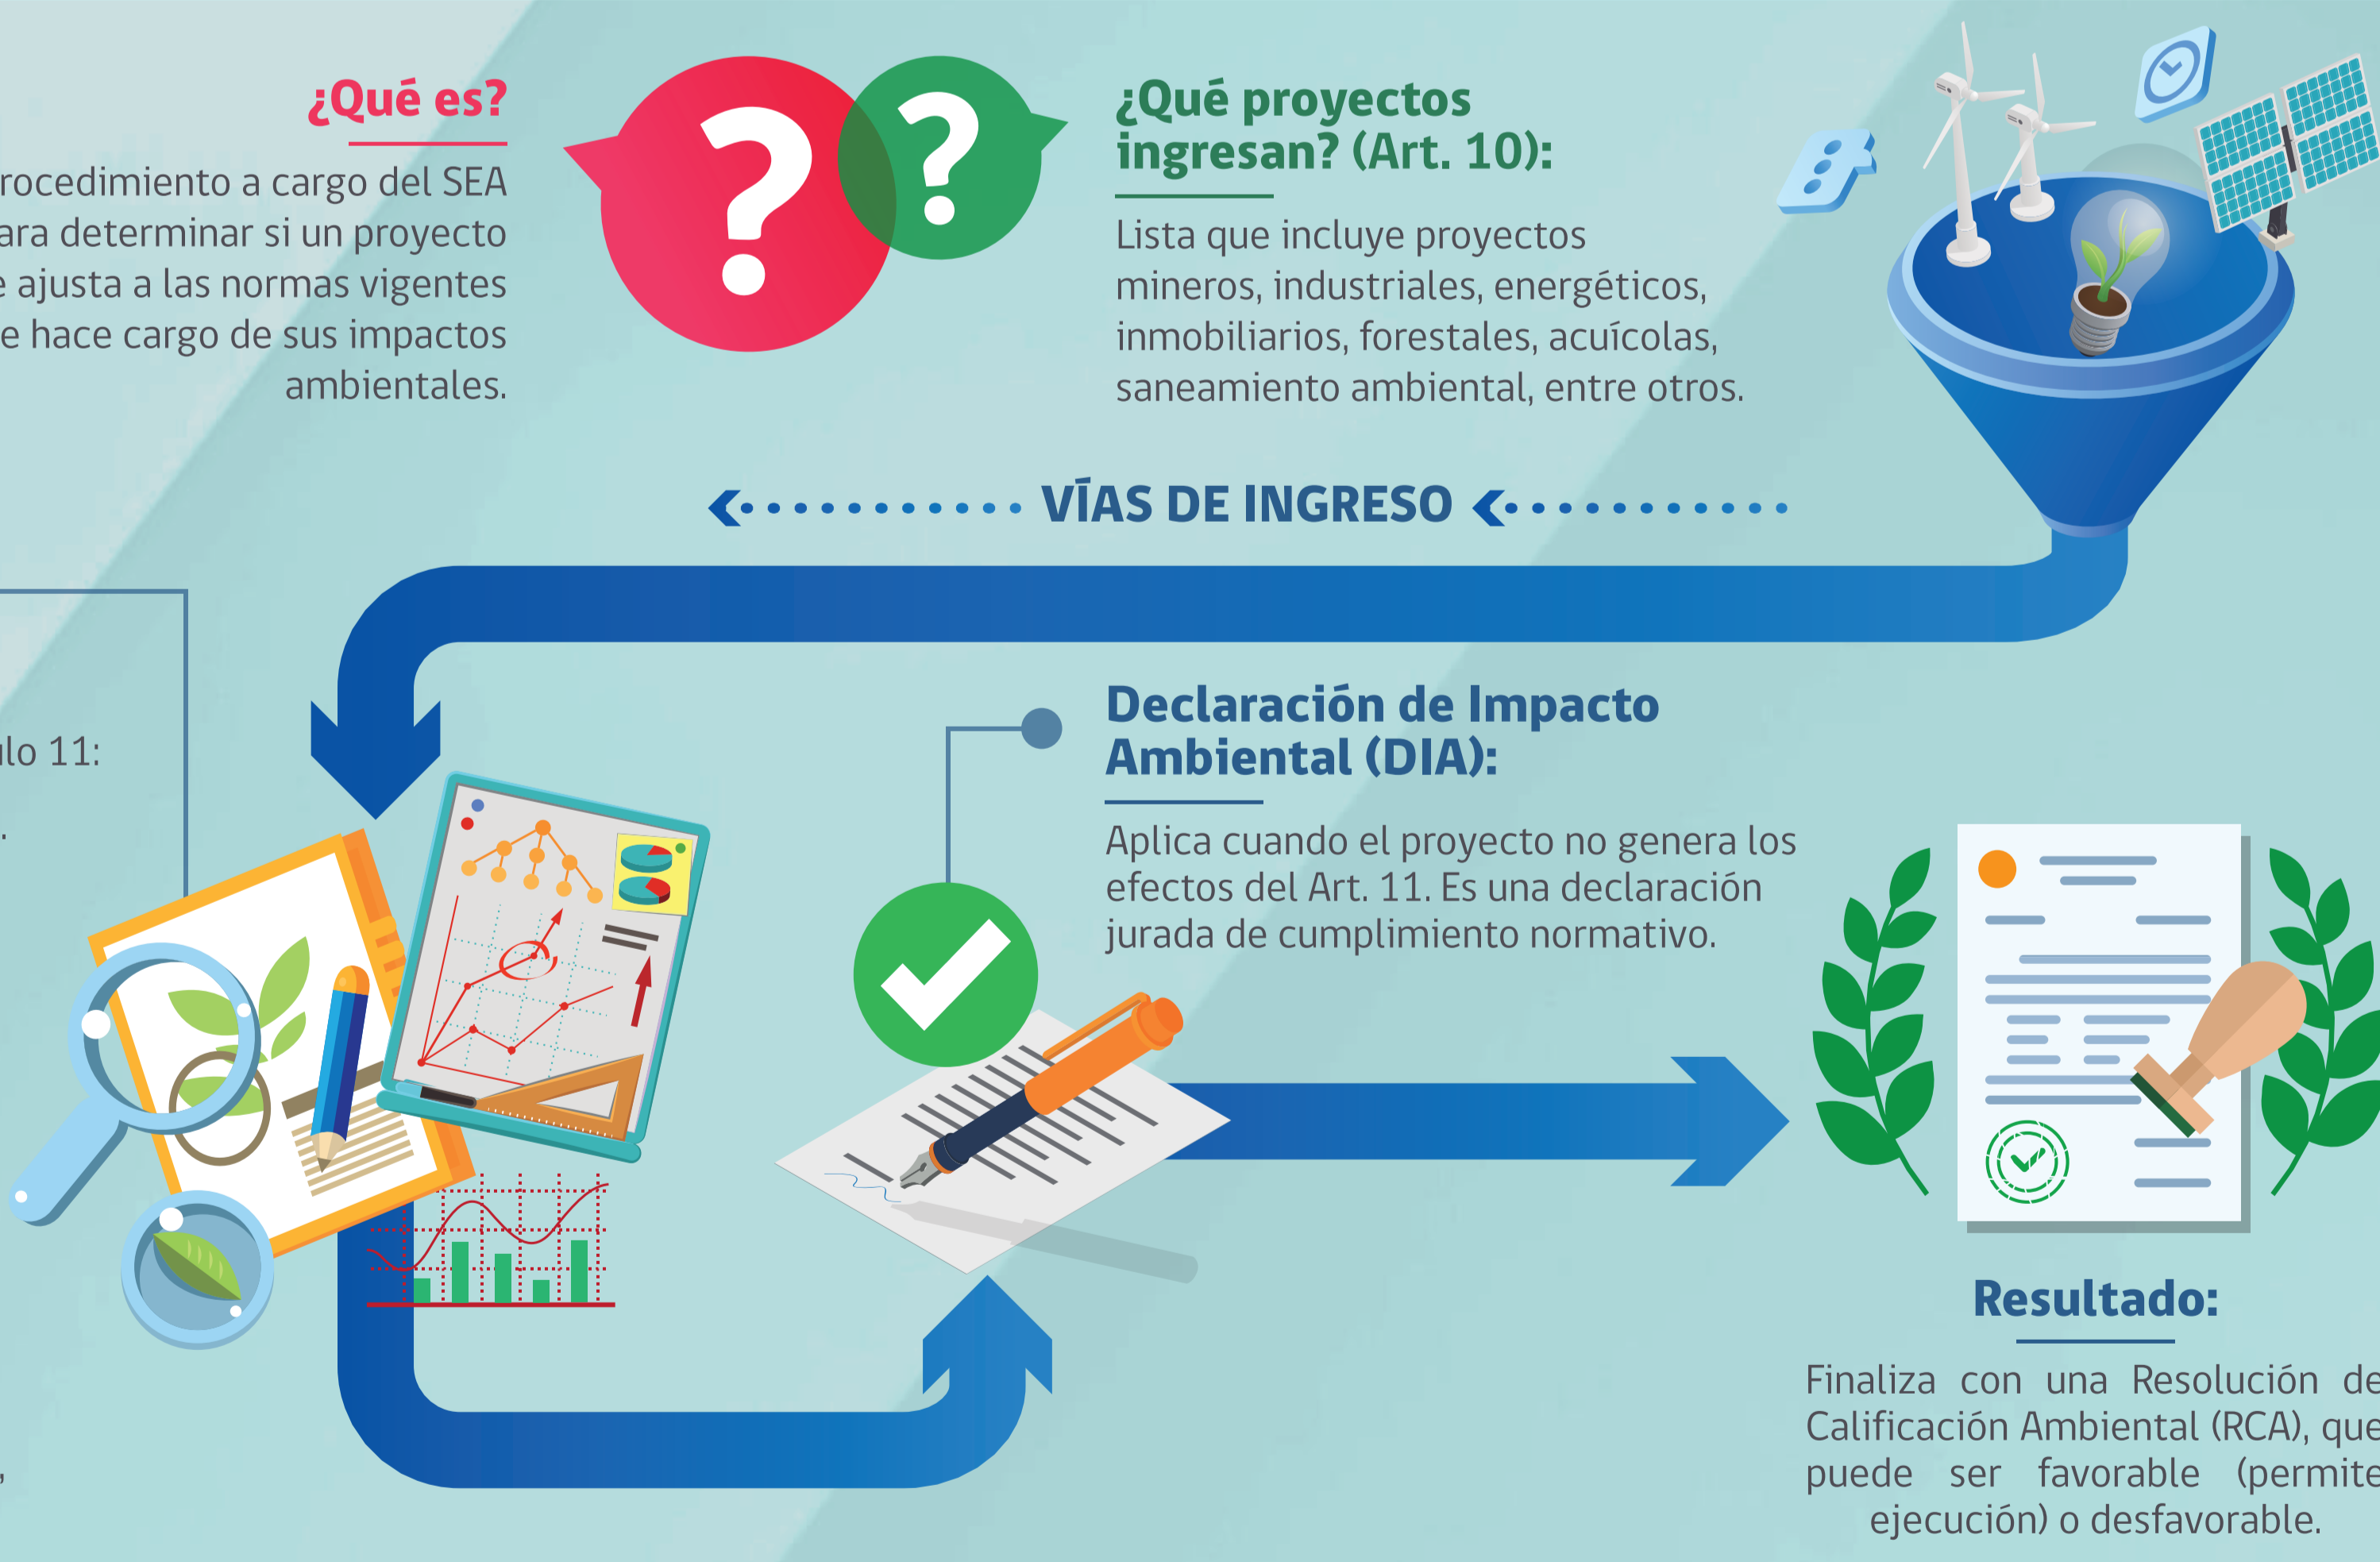 ¿Qué es?
rocedimiento a cargo del SEA
ara determinar si un proyecto
e ajusta a las normas vigentes
e hace cargo de sus impactos
ambientales.
¿Qué proyectos
ingresan? (Art. 10):
Lista que incluye proyectos
mineros, industriales, energéticos,
inmobiliarios, forestales, acuícolas,
saneamiento ambiental, entre otros.
VÍAS DE INGRESO
ulo 11:
.
,
Declaración de Impacto
Ambiental (DIA):
Aplica cuando el proyecto no genera los
efectos del Art. 11. Es una declaración
jurada de cumplimiento normativo.
Resultado:
Finaliza con una Resolución de
Calificación Ambiental (RCA), que
puede ser favorable (permite
ejecución) o desfavorable.